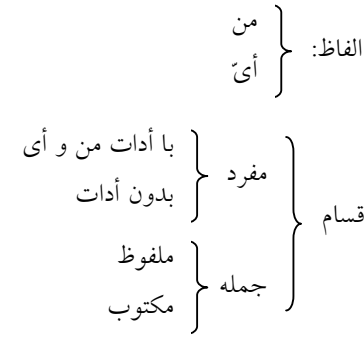 من
الفاظ:
أیّ
با أدات من و أی
مفرد
بدون أدات
قسام
ملفوظ
جمله
مکتوب